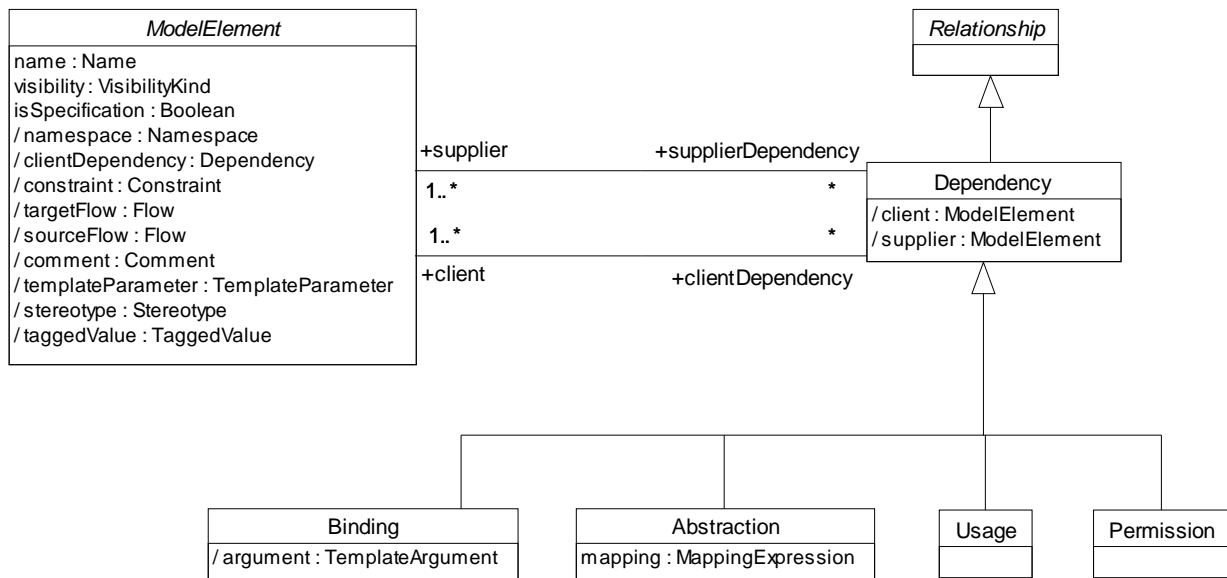 ModelElement
name : Name
visibility : VisibilityKind
isSpecification : Boolean
/ namespace : Namespace
/ clientDependency : Dependency
/ constraint : Constraint
/ targetFlow : Flow
/ sourceFlow : Flow
/ comment : Comment
/ templateParameter : TemplateParameter
/ stereotype : Stereotype
/ taggedValue : TaggedValue
+supplier
+supplierDependency
1..*
*
1..*
*
+client
+clientDependency
Relationship
Dependency
/ client : ModelElement
/ supplier : ModelElement
Binding
/ argument : TemplateArgument
Abstraction
mapping : MappingExpression
Usage
Permission